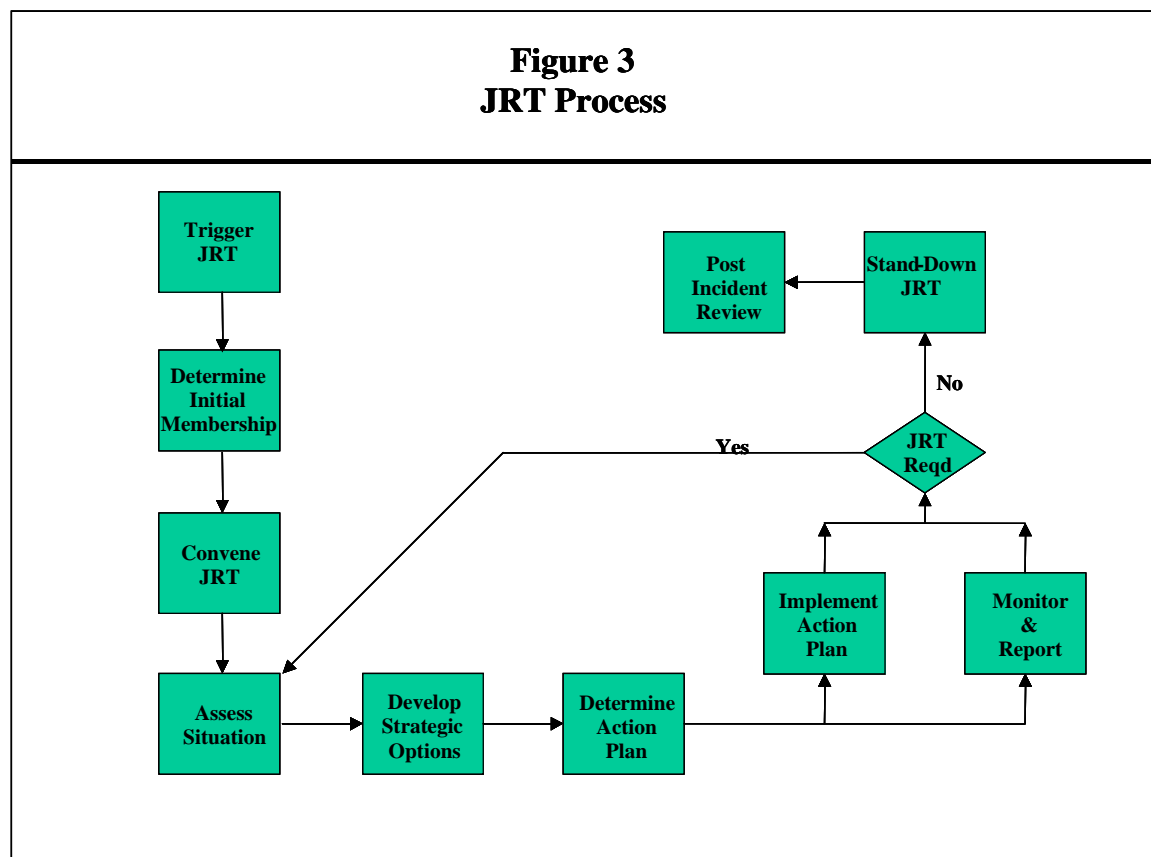 Figure 3
JRT Process
Trigger
JRT
Determine
Initial
Membership
Convene
JRT
Assess
Situation
Develop
Strategic
Options
Determine
Action
Plan
Implement
Action
Plan
Monitor
&
Report
JRT
Reqd
Yes
No
Stand-Down
JRT
Post
Incident
Review